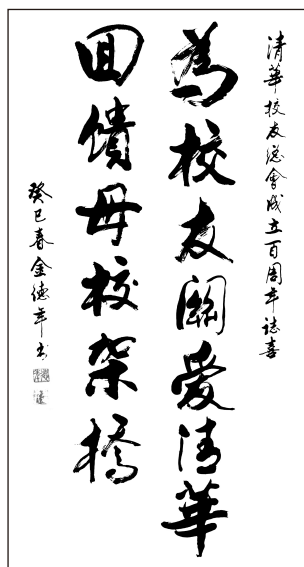 清華校友總會成立百周年誌喜
為校友關愛清華
回饋母校架橋
癸巳春金德年书